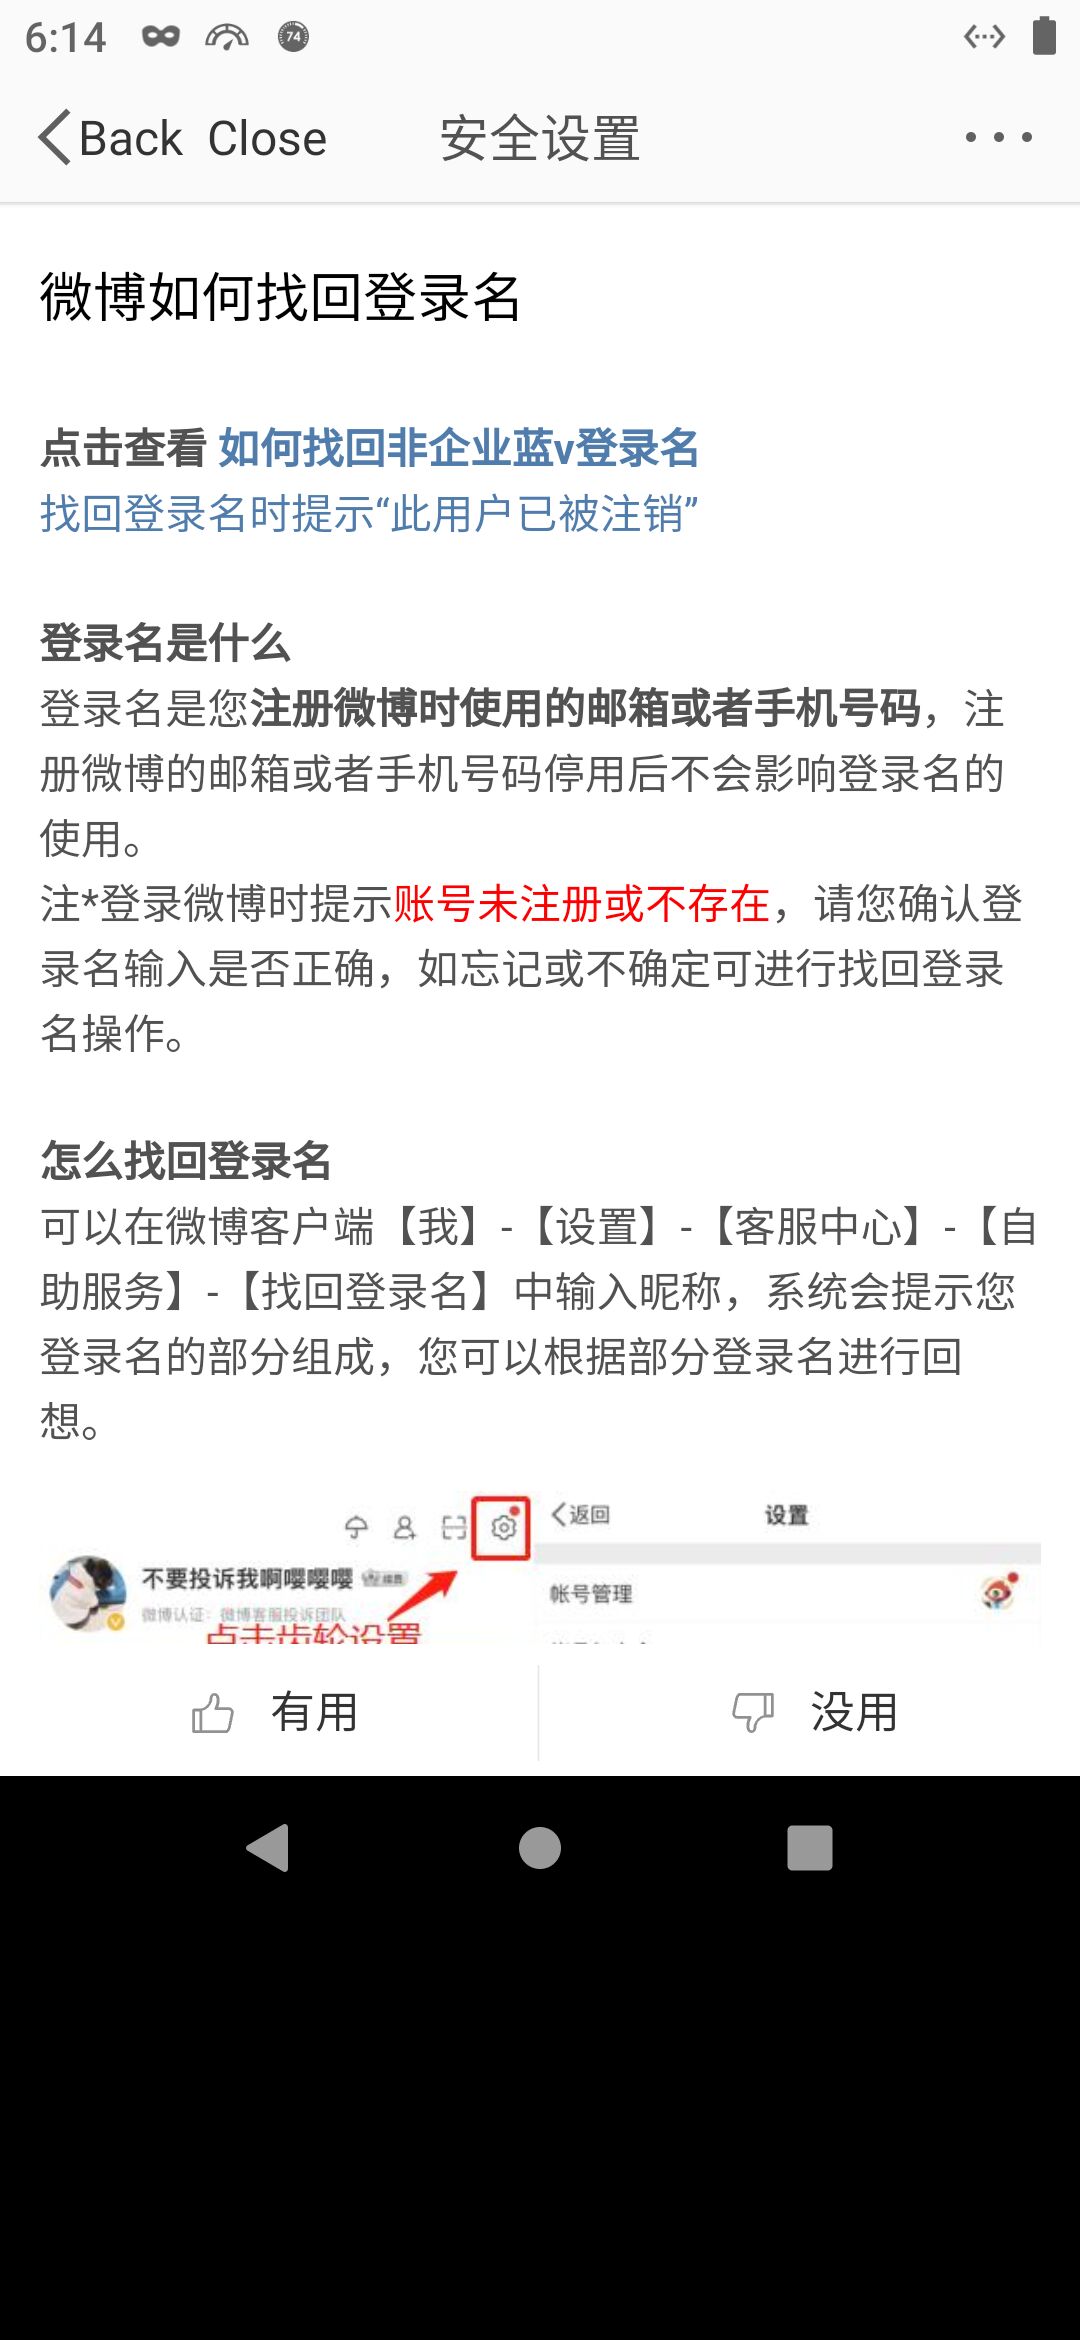 6:14
74
Back Close 安全设置
微博如何找回登录名
点击查看 如何找回非企业蓝v登录名
找回登录名时提示“此用户已被注销”
登录名是什么
登录名是您注册微博时使用的邮箱或者手机号码，注
册微博的邮箱或者手机号码停用后不会影响登录名的
使用。
注*登录微博时提示账号未注册或不存在，请您确认登
录名输入是否正确，如忘记或不确定可进行找回登录
名操作。
怎么找回登录名
可以在微博客户端【我】-【设置】-【客服中心】-【自
助服务】-【找回登录名】中输入昵称，系统会提示您
登录名的部分组成，您可以根据部分登录名进行回
想。
返回 设置
不要投诉我啊嘤嘤嘤
微博认证：微博客服投诉团队
点击齿轮设置
帐号管理
有用 没用